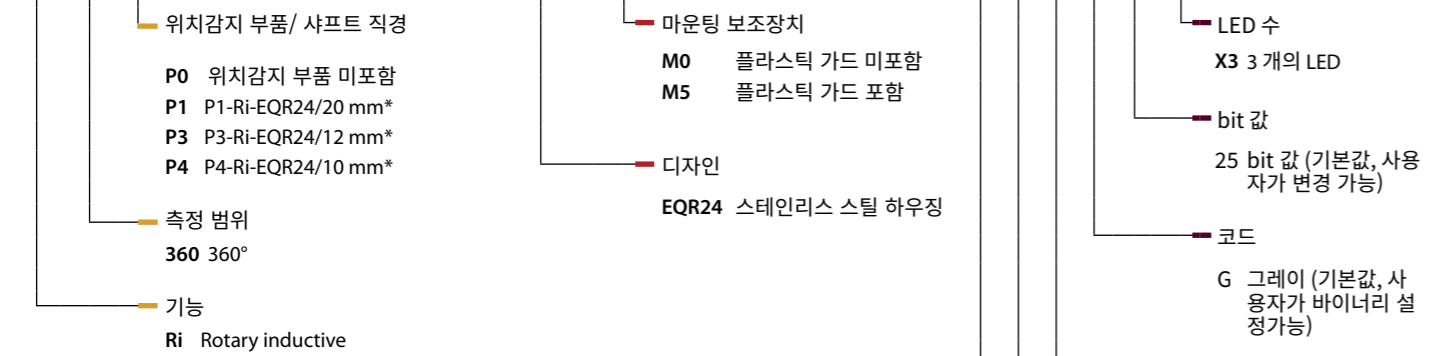 위치감지 부품/ 샤프트 직경
P0 위치감지 부품 미포함
P1 P1-Ri-EQR24/20 mm*
P3 P3-Ri-EQR24/12 mm*
P4 P4-Ri-EQR24/10 mm*
측정 범위
360 360°
기능
Ri Rotary inductive
마운팅 보조장치
M0 플라스틱 가드 미포함
M5 플라스틱 가드 포함
디자인
EQR24 스테인리스 스틸 하우징
LED 수
X3 3 개의 LED
bit 값
25 bit 값 (기본값, 사용
자가 변경 가능)
코드
G 그레이 (기본값, 사
용자가 바이너리 설
정가능)